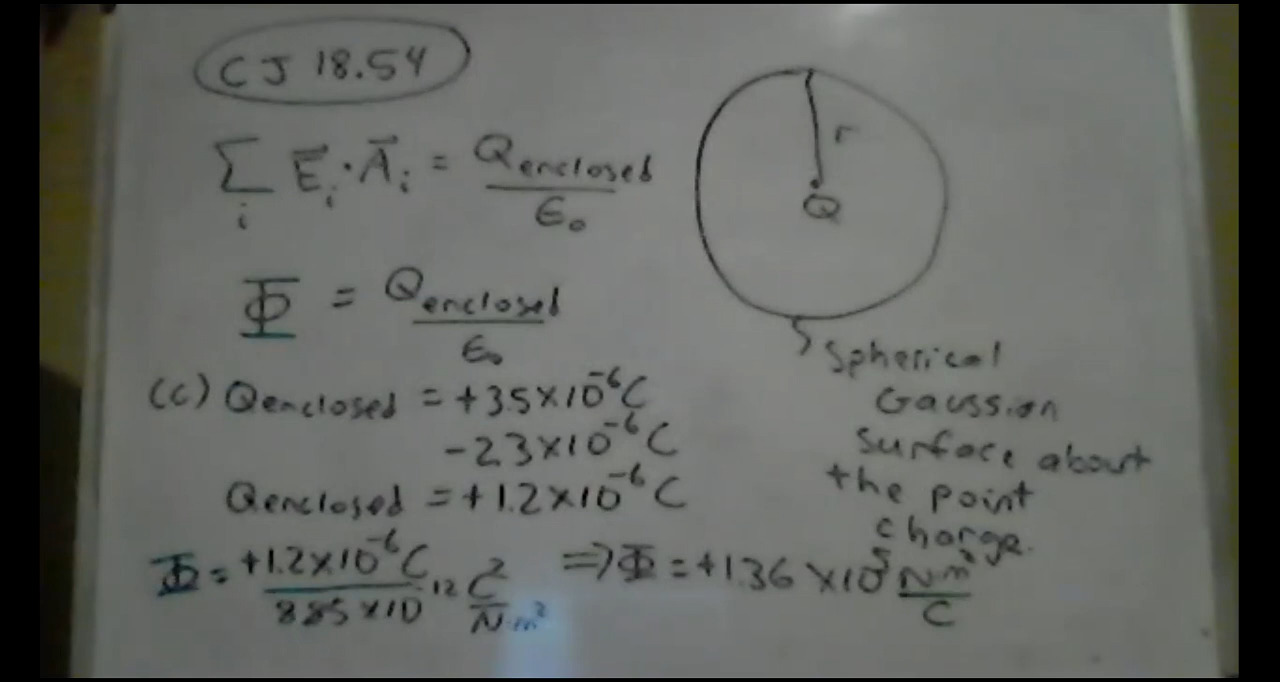 CJ 18.54
∑ E⃗ᵢ · A⃗ᵢ = Qenclosed / ϵ₀
i
r
Q
Φ = Qenclosed / ϵ₀
Spherical
Gaussian
surface about
the point
charge.
(c) Qenclosed = +3.5×10⁻⁶C
-2.3×10⁻⁶C
Qenclosed = +1.2×10⁻⁶C
Φ = +1.2×10⁻⁶C / 8.85×10⁻¹² C²/N·m² ⇒ Φ = +1.36 ×10⁵ N·m²/C